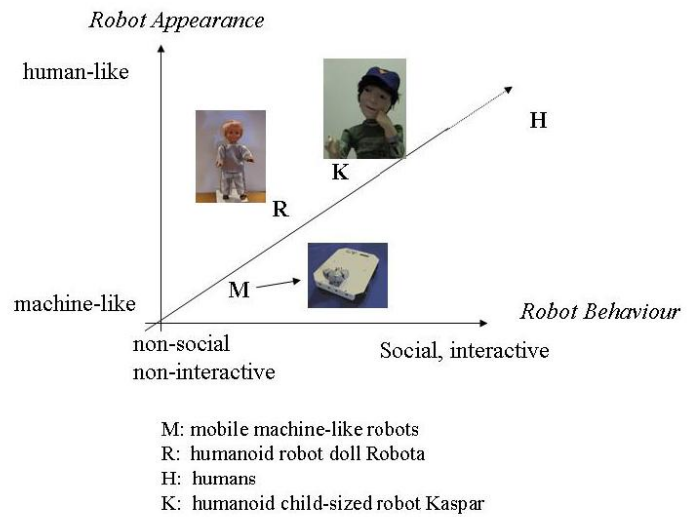 Robot Appearance
human-like
H
K
R
M
machine-like
Robot Behaviour
non-social
non-interactive
Social, interactive
M: mobile machine-like robots
R: humanoid robot doll Robota
H: humans
K: humanoid child-sized robot Kaspar